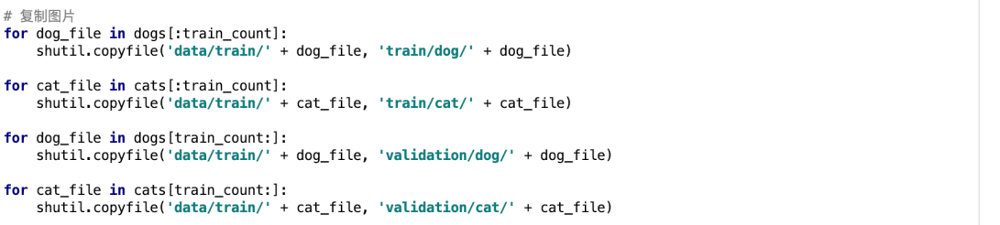 # 复制图片
for dog_file in dogs[:train_count]:
    shutil.copyfile('data/train/' + dog_file, 'train/dog/' + dog_file)

for cat_file in cats[:train_count]:
    shutil.copyfile('data/train/' + cat_file, 'train/cat/' + cat_file)

for dog_file in dogs[train_count:]:
    shutil.copyfile('data/train/' + dog_file, 'validation/dog/' + dog_file)

for cat_file in cats[train_count:]:
    shutil.copyfile('data/train/' + cat_file, 'validation/cat/' + cat_file)